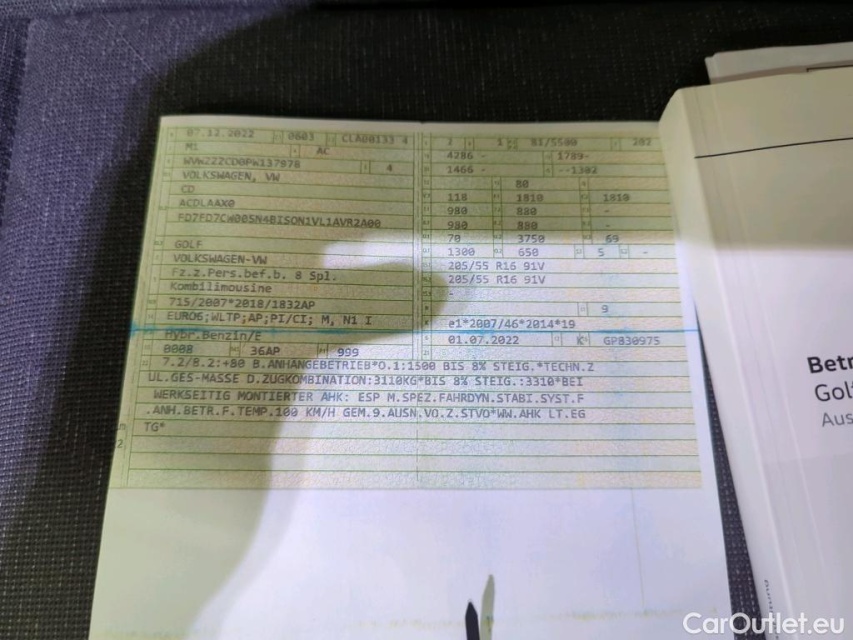 07.12.2022 0603 CLA00133 4 2 1 81/5500 202
M1 AC 4286 - 1789-
WVWZZZCD0PW137978 4 1466 - --1302
VOLKSWAGEN, VW 80
CD 118 1810 1810
ACDLAAX0 980 880 -
FD7FD7CW005N4BISON1VL1AVR2A00 980 880 -
70 3750 69
GOLF 1300 650 5 -
VOLKSWAGEN-VW 205/55 R16 91V
Fz.z.Pers.bef.b. 8 Spl. 205/55 R16 91V
Kombilimousine -
715/2007*2018/1832AP 9
EURO6;WLTP;AP;PI/CI; M, N1 I e1*2007/46*2014*19
Hybr.Benzin/E 01.07.2022 K GP830975
0008 36AP 999
7.2/8.2:+80 B.ANHÄNGEBETRIEB*O.1:1500 BIS 8% STEIG.*TECHN.Z
UL.GES-MASSE D.ZUGKOMBINATION:3110KG*BIS 8% STEIG.:3310*BEI
WERKSEITIG MONTIERTER AHK: ESP M.SPEZ.FAHRDYN.STABI.SYST.F
.ANH.BETR.F.TEMP.100 KM/H GEM.9.AUSN.VO.Z.STVO*WW.AHK LT.EG
TG*
Betr
Golf
Aus
CarOutlet.eu